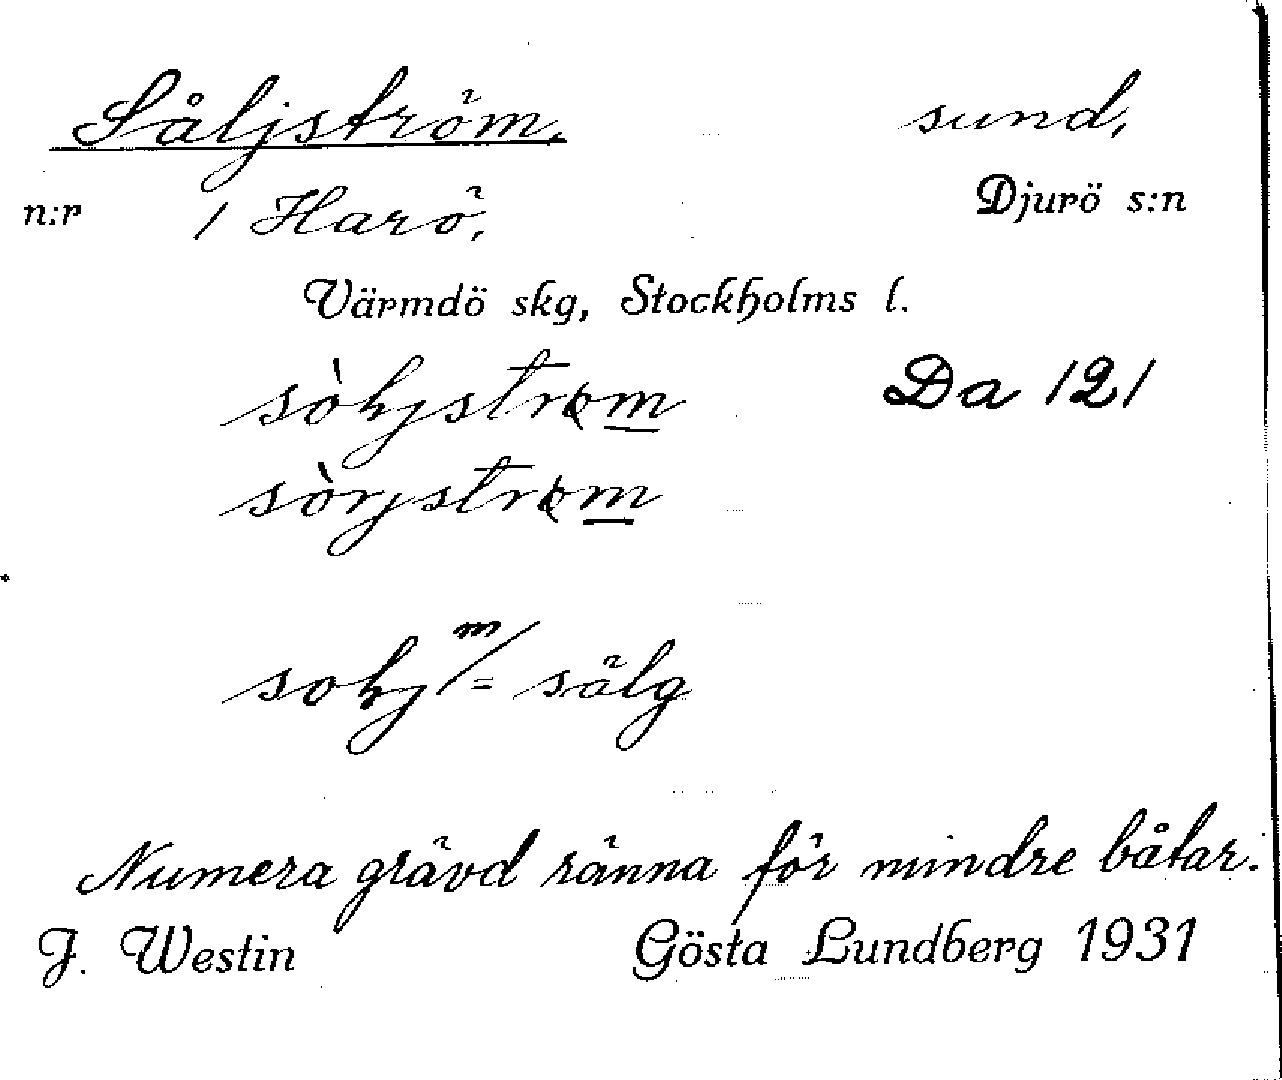 Såljström, sund,
n:r 1 Harö, Djurö s:n
Värmdö skg, Stockholms l.
Da 121
m/ = sälg
Numera grävd ränna för mindre båtar.
J. Westin Gösta Lundberg 1931